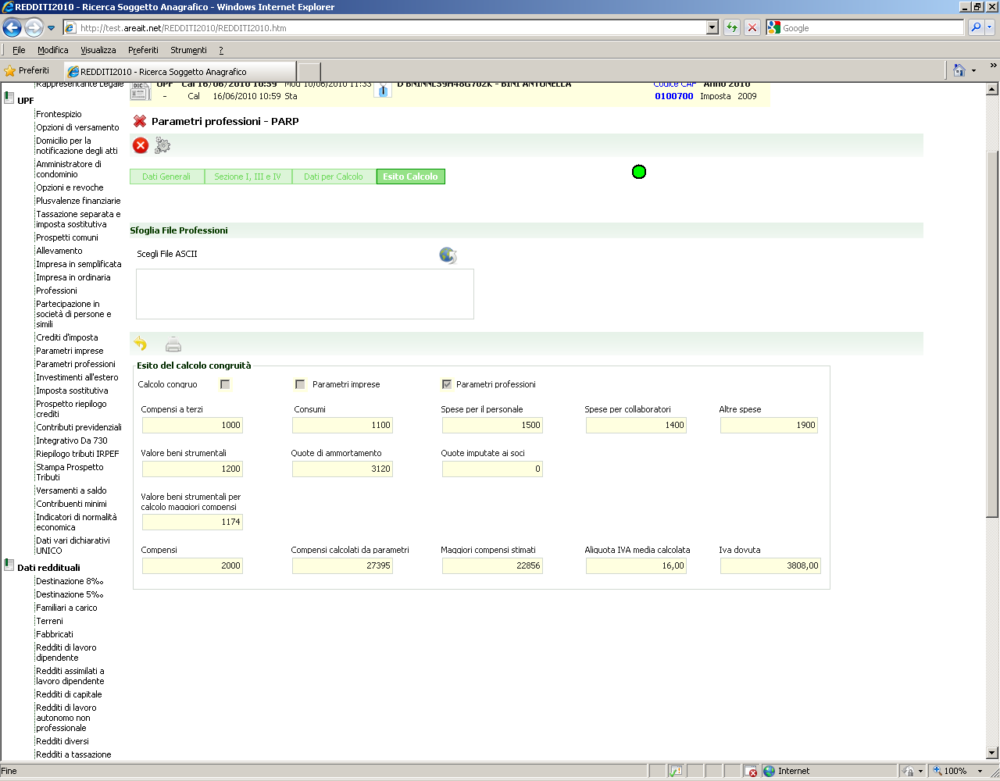 REDDITI2010 - Ricerca Soggetto Anagrafico - Windows Internet Explorer
http://test.areait.net/REDDITI2010/REDDITI2010.htm
Google
File Modifica Visualizza Preferiti Strumenti ?
Preferiti
REDDITI2010 - Ricerca Soggetto Anagrafico
Rappresentante Legale
UPF
Frontespizio
Opzioni di versamento
Domicilio per la
notificazione degli atti
Amministratore di
condominio
Opzioni e revoche
Plusvalenze finanziarie
Tassazione separata e
imposta sostitutiva
Prospetti comuni
Allevamento
Impresa in semplificata
Impresa in ordinaria
Professioni
Partecipazione in
società di persone e
simili
Crediti d'imposta
Parametri imprese
Parametri professioni
Investimenti all'estero
Imposta sostitutiva
Prospetto riepilogo
crediti
Contributi previdenziali
Integrativo Da 730
Riepilogo tributi IRPEF
Stampa Prospetto
Tributi
Versamenti a saldo
Contribuenti minimi
Indicatori di normalità
economica
Dati vari dichiarativi
UNICO
Dati reddituali
Destinazione 8‰
Destinazione 5‰
Familiari a carico
Terreni
Fabbricati
Redditi di lavoro
dipendente
Redditi assimilati a
lavoro dipendente
Redditi di capitale
Redditi di lavoro
autonomo non
professionale
Redditi diversi
Redditi a tassazione
DIC UPF Cal 16/06/2010 10:59 Mod 10/06/2010 11:33 D BNINNL59H48G702K - BINI ANTONELLA Codice CAF Anno 2010
- Cal 16/06/2010 10:59 Sta 0100700 Imposta 2009
Parametri professioni - PARP
Dati Generali Sezione I, III e IV Dati per Calcolo Esito Calcolo
Sfoglia File Professioni
Scegli File ASCII
Esito del calcolo congruità
Calcolo congruo Parametri imprese Parametri professioni
Compensi a terzi Consumi Spese per il personale Spese per collaboratori Altre spese
1000 1100 1500 1400 1900
Valore beni strumentali Quote di ammortamento Quote imputate ai soci
1200 3120 0
Valore beni strumentali per
calcolo maggiori compensi
1174
Compensi Compensi calcolati da parametri Maggiori compensi stimati Aliquota IVA media calcolata Iva dovuta
2000 27395 22856 16,00 3808,00
Fine Internet 100%